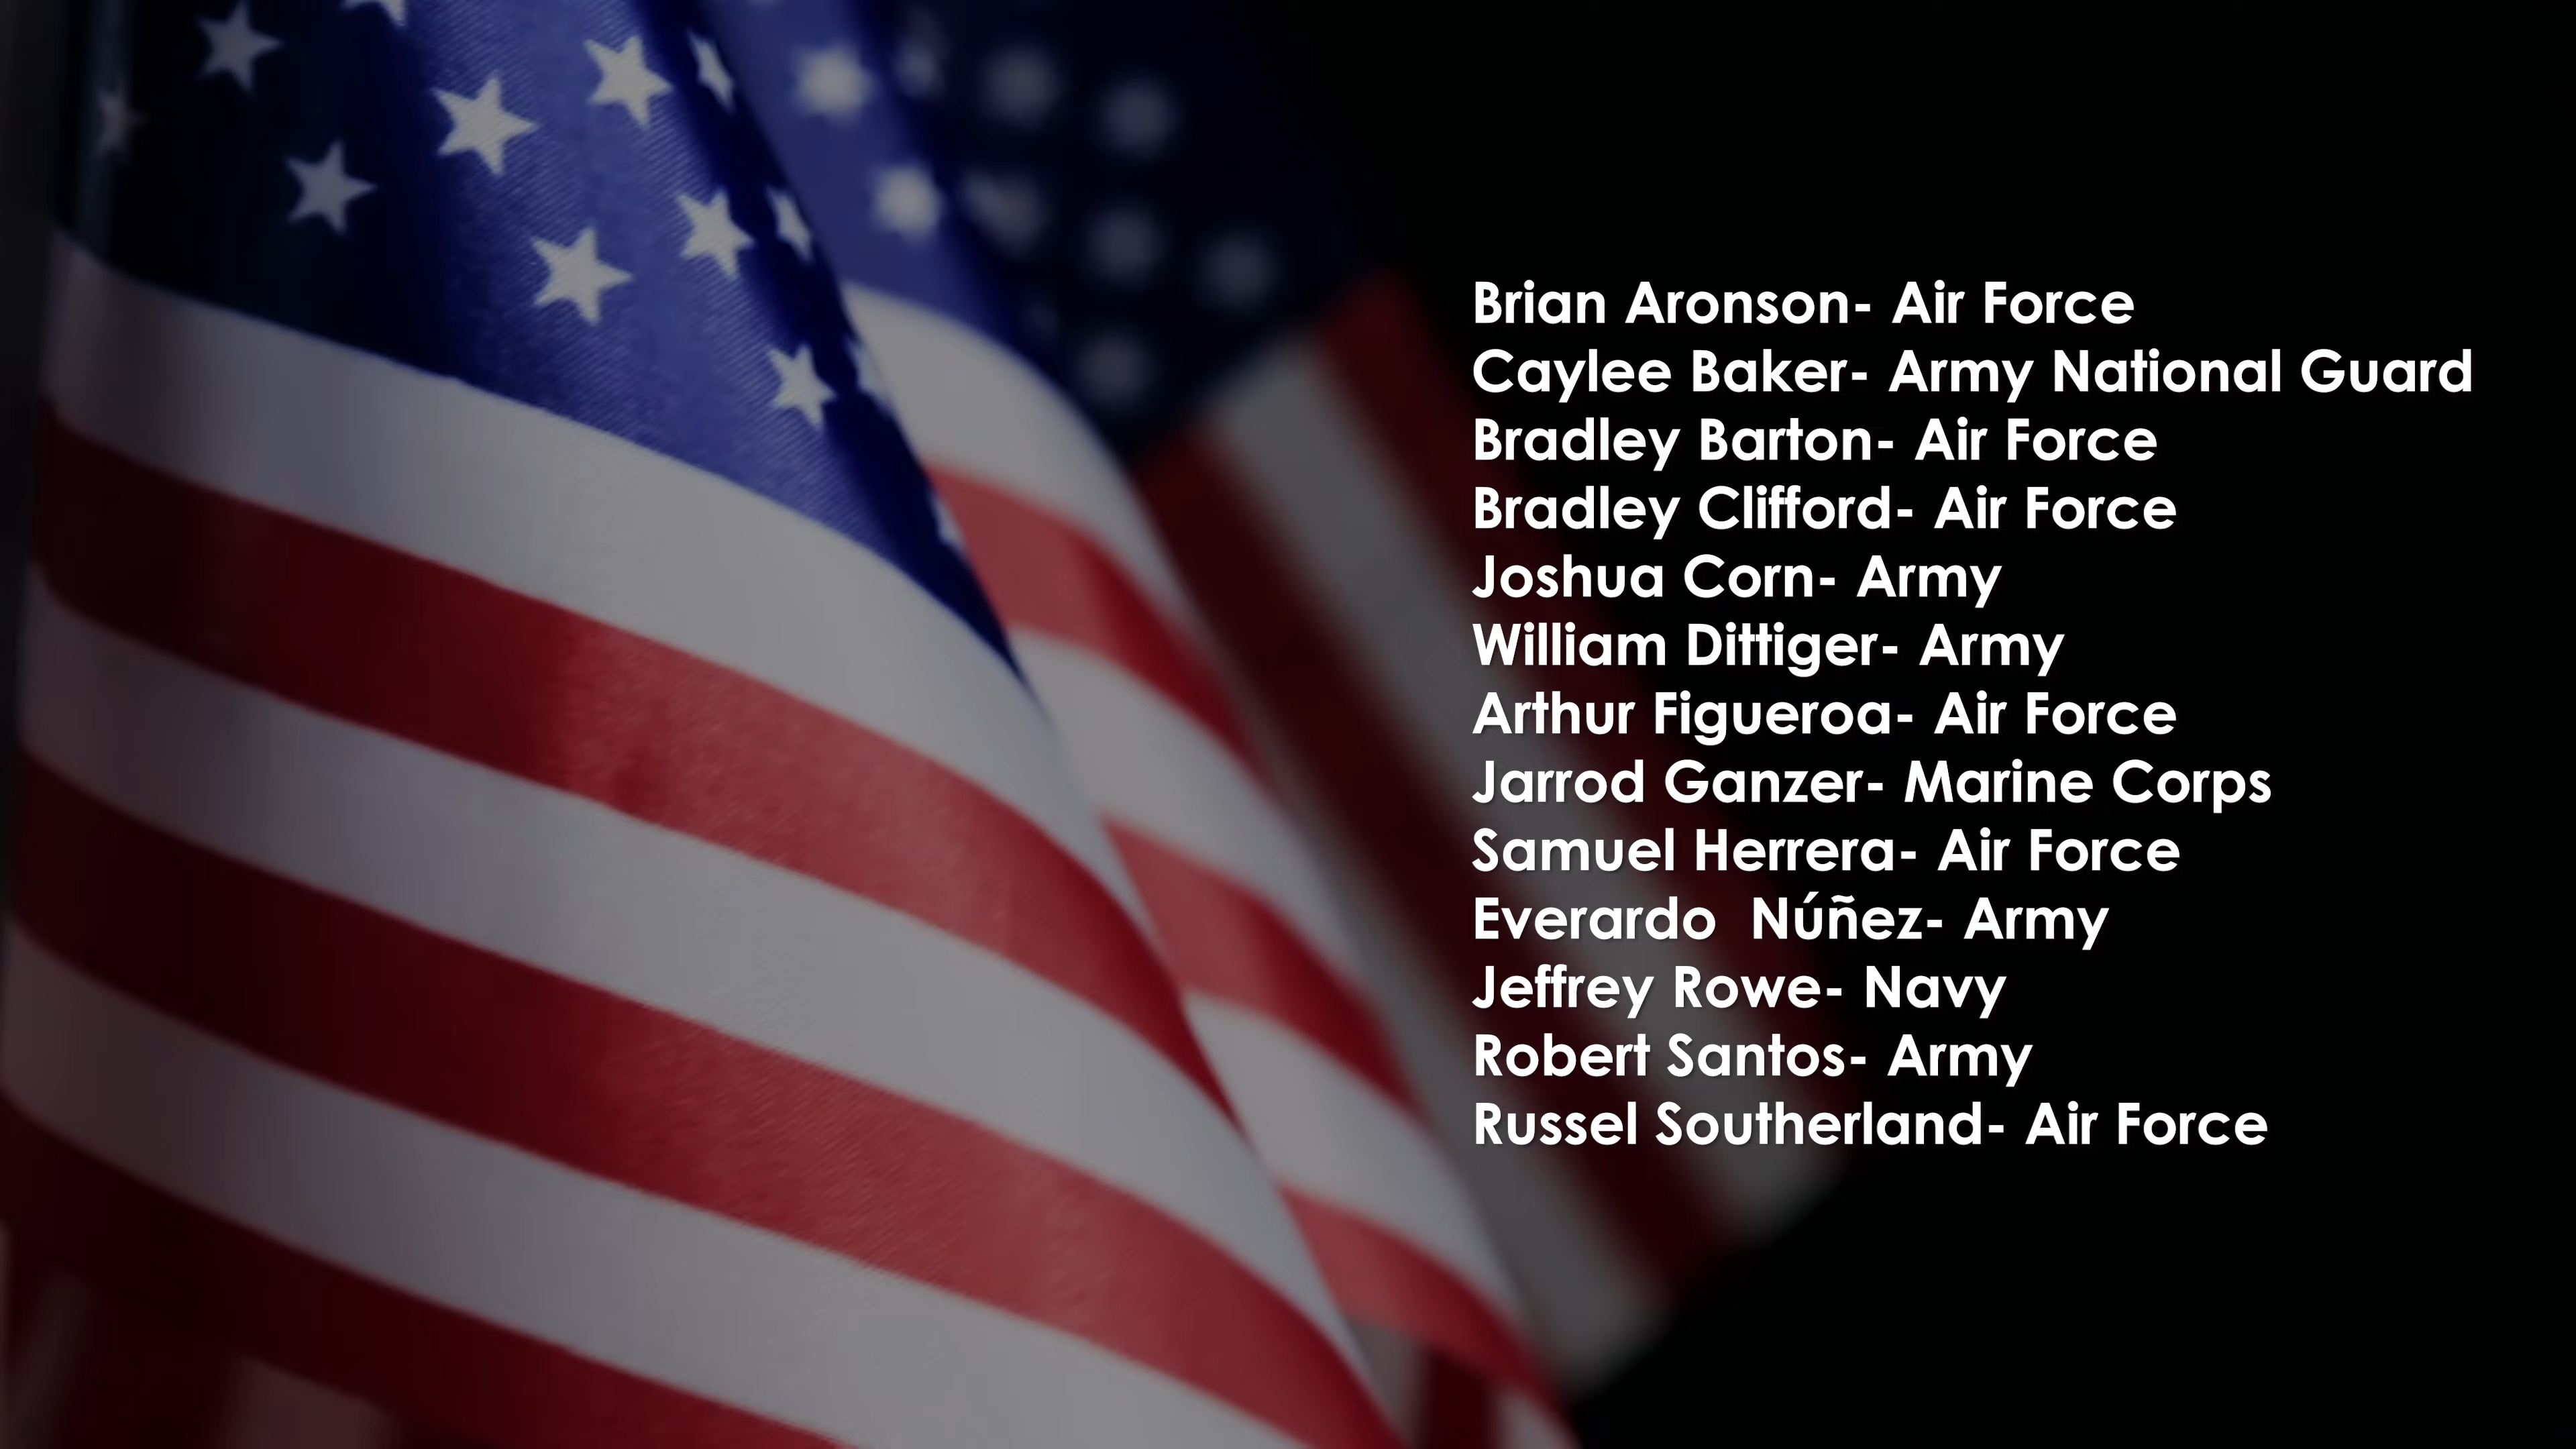 Brian Aronson- Air Force
Caylee Baker- Army National Guard
Bradley Barton- Air Force
Bradley Clifford- Air Force
Joshua Corn- Army
William Dittiger- Army
Arthur Figueroa- Air Force
Jarrod Ganzer- Marine Corps
Samuel Herrera- Air Force
Everardo  Núñez- Army
Jeffrey Rowe- Navy
Robert Santos- Army
Russel Southerland- Air Force